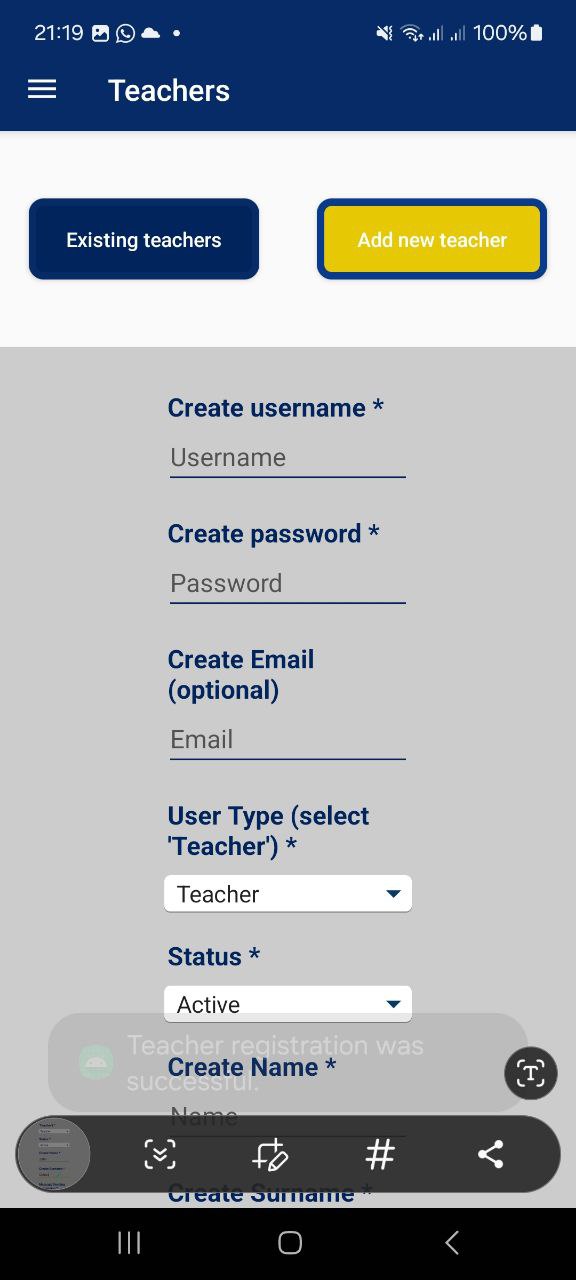 21:19
100%
Teachers
Existing teachers
Add new teacher
Create username *
Username
Create password *
Password
Create Email
(optional)
Email
User Type (select
'Teacher') *
Teacher
Status *
Active
Teacher registration was
successful.
Create Name *
Name
Create Surname *